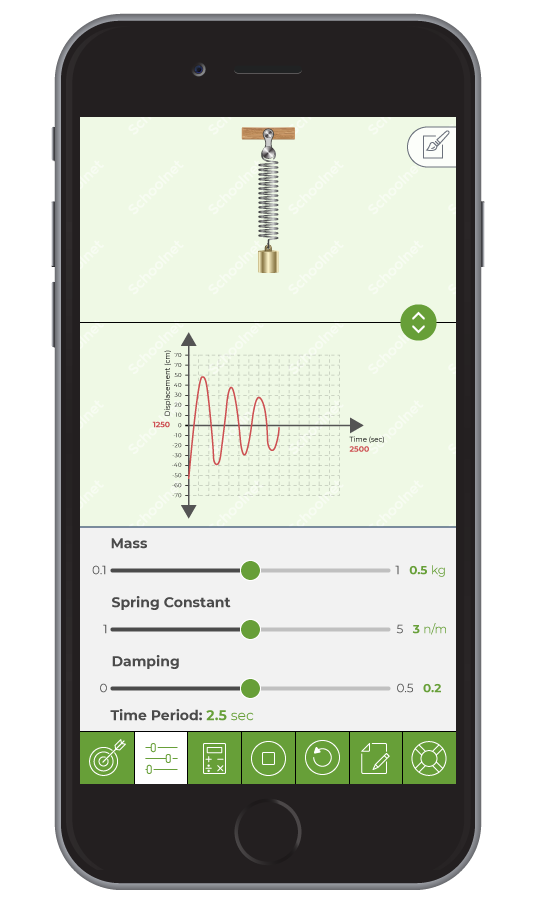 Schoolnet
Displacement (cm)
70
70
50
40
30
20
10
0
-10
-20
-30
-40
-50
-60
-70
1250
Time (sec)
2500
Mass
0.1
1 0.5 kg
Spring Constant
1
5 3 n/m
Damping
0
0.5 0.2
Time Period: 2.5 sec